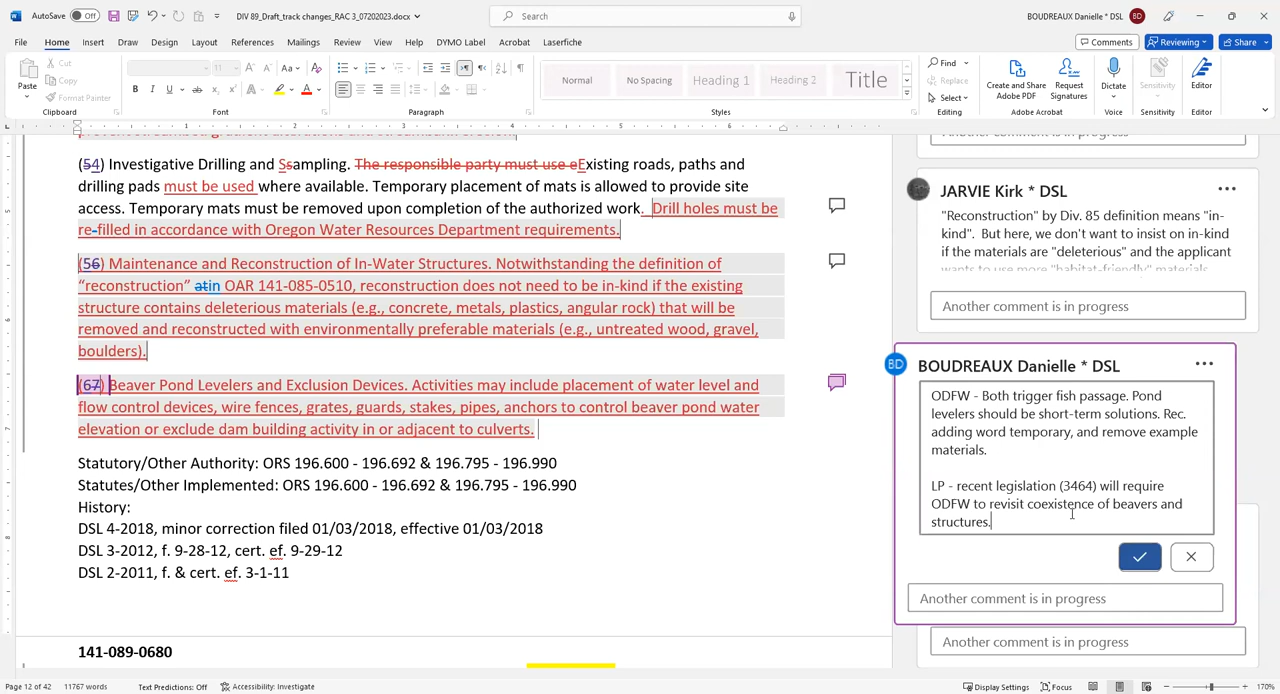 AutoSave Off DIV 89_Draft_track changes_RAC 3_07202023.docx Search BOUDREAUX Danielle * DSL BD
File Home Insert Draw Design Layout References Mailings Review View Help DYMO Label Acrobat Laserfiche Comments Reviewing Share
Paste Cut Copy Format Painter
Normal No Spacing Heading 1 Heading 2 Title
Find Replace Select
Create and Share Adobe PDF Request Signatures Dictate Sensitivity Editor
Clipboard Font Paragraph Styles Editing Adobe Acrobat Voice Sensitivity Editor
(54) Investigative Drilling and Ssampling. The responsible party must use eExisting roads, paths and
drilling pads must be used where available. Temporary placement of mats is allowed to provide site
access. Temporary mats must be removed upon completion of the authorized work. Drill holes must be
re-filled in accordance with Oregon Water Resources Department requirements.
(56) Maintenance and Reconstruction of In-Water Structures. Notwithstanding the definition of
“reconstruction” atin OAR 141-085-0510, reconstruction does not need to be in-kind if the existing
structure contains deleterious materials (e.g., concrete, metals, plastics, angular rock) that will be
removed and reconstructed with environmentally preferable materials (e.g., untreated wood, gravel,
boulders).
(67) Beaver Pond Levelers and Exclusion Devices. Activities may include placement of water level and
flow control devices, wire fences, grates, guards, stakes, pipes, anchors to control beaver pond water
elevation or exclude dam building activity in or adjacent to culverts.
Statutory/Other Authority: ORS 196.600 - 196.692 & 196.795 - 196.990
Statutes/Other Implemented: ORS 196.600 - 196.692 & 196.795 - 196.990
History:
DSL 4-2018, minor correction filed 01/03/2018, effective 01/03/2018
DSL 3-2012, f. 9-28-12, cert. ef. 9-29-12
DSL 2-2011, f. & cert. ef. 3-1-11
141-089-0680
Another comment is in progress
JARVIE Kirk * DSL
"Reconstruction" by Div. 85 definition means "in-
kind". But here, we don't want to insist on in-kind
if the materials are "deleterious" and the applicant
wants to use more "habitat-friendly" materials
Another comment is in progress
BD BOUDREAUX Danielle * DSL
ODFW - Both trigger fish passage. Pond
levelers should be short-term solutions. Rec.
adding word temporary, and remove example
materials.
LP - recent legislation (3464) will require
ODFW to revisit coexistence of beavers and
structures.
Another comment is in progress
Another comment is in progress
Page 12 of 42 11767 words Text Predictions: Off Accessibility: Investigate Display Settings Focus 170%